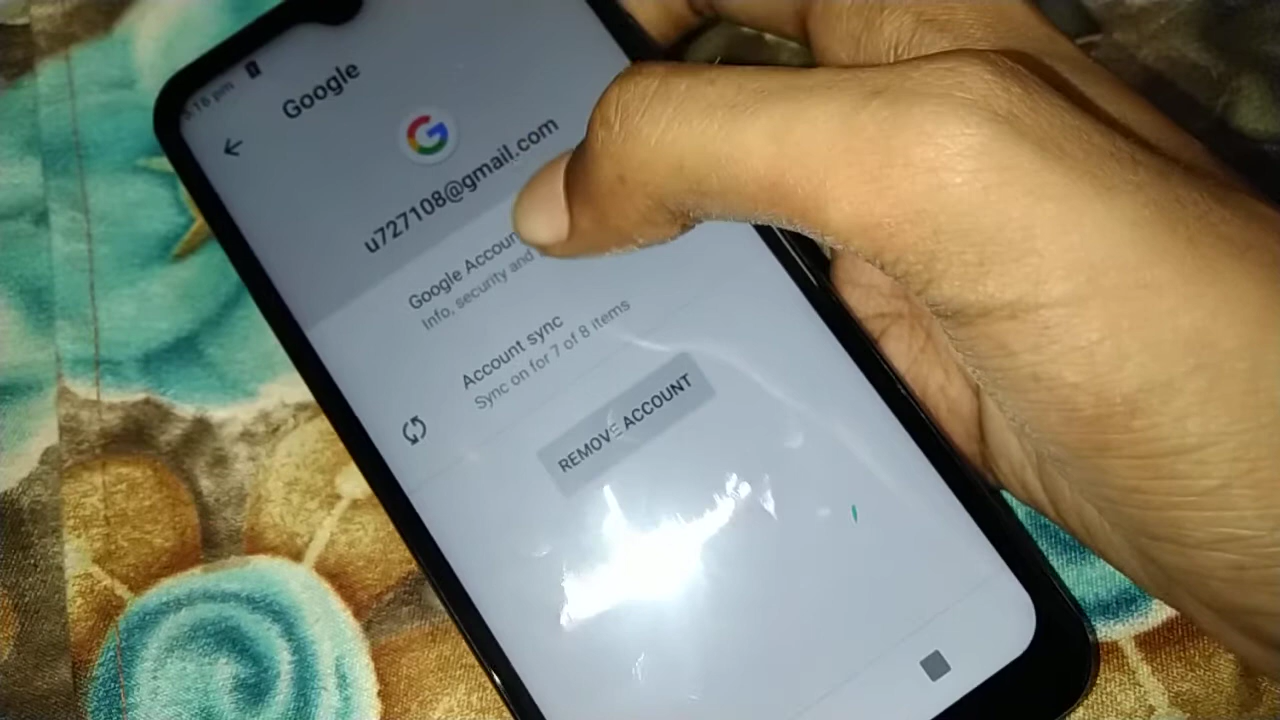 pm
Google
u727108@gmail.com
Google Accoun
Info, security and
Account sync
Sync on for 7 of 8 items
REMOVE ACCOUNT